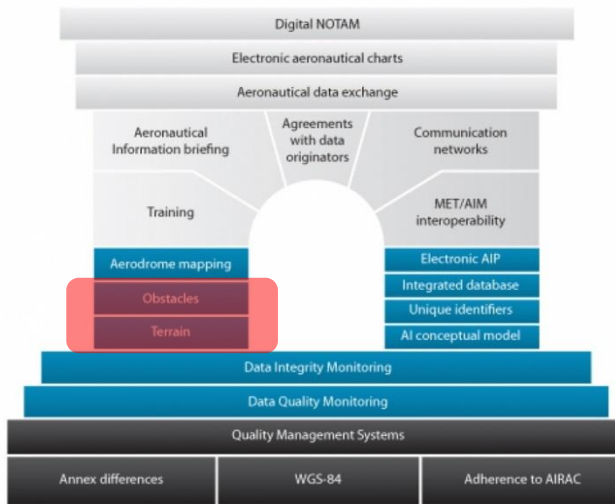 Digital NOTAM
Electronic aeronautical charts
Aeronautical data exchange
Aeronautical
Information briefing
Agreements
with data
originators
Communication
networks
Training
MET/AIM
interoperability
Aerodrome mapping
Obstacles
Terrain
Electronic AIP
Integrated database
Unique identifiers
AI conceptual model
Data Integrity Monitoring
Data Quality Monitoring
Quality Management Systems
Annex differences
WGS-84
Adherence to AIRAC